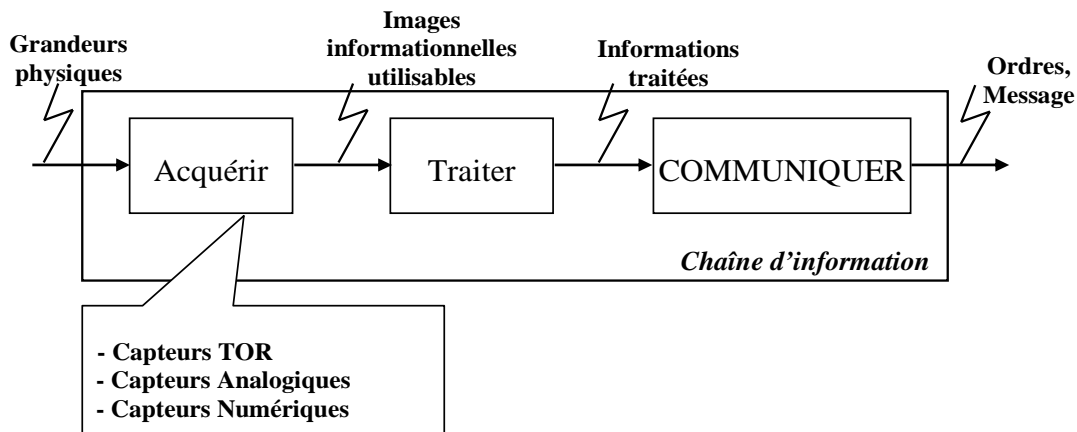 Grandeurs
physiques
Images
informationnelles
utilisables
Informations
traitées
Ordres,
Message
Acquérir
Traiter
COMMUNIQUER
Chaîne d’information
- Capteurs TOR
- Capteurs Analogiques
- Capteurs Numériques